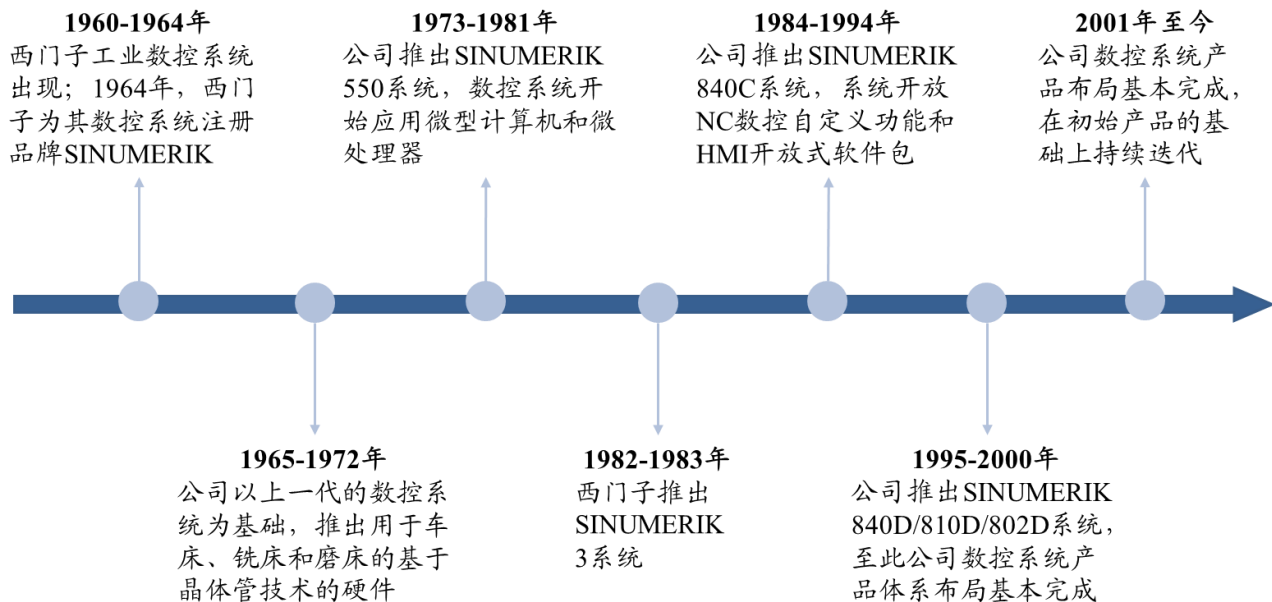 1960-1964年
西门子工业数控系统
出现；1964年，西门
子为其数控系统注册
品牌SINUMERIK
1965-1972年
公司以上一代的数控系
统为基础，推出用于车
床、铣床和磨床的基于
晶体管技术的硬件
1973-1981年
公司推出SINUMERIK
550系统，数控系统开
始应用微型计算机和微
处理器
1982-1983年
西门子推出
SINUMERIK
3系统
1984-1994年
公司推出SINUMERIK
840C系统，系统开放
NC数控自定义功能和
HMI开放式软件包
1995-2000年
公司推出SINUMERIK
840D/810D/802D系统，
至此公司数控系统产
品体系布局基本完成
2001年至今
公司数控系统产
品布局基本完成，
在初始产品的基
础上持续迭代